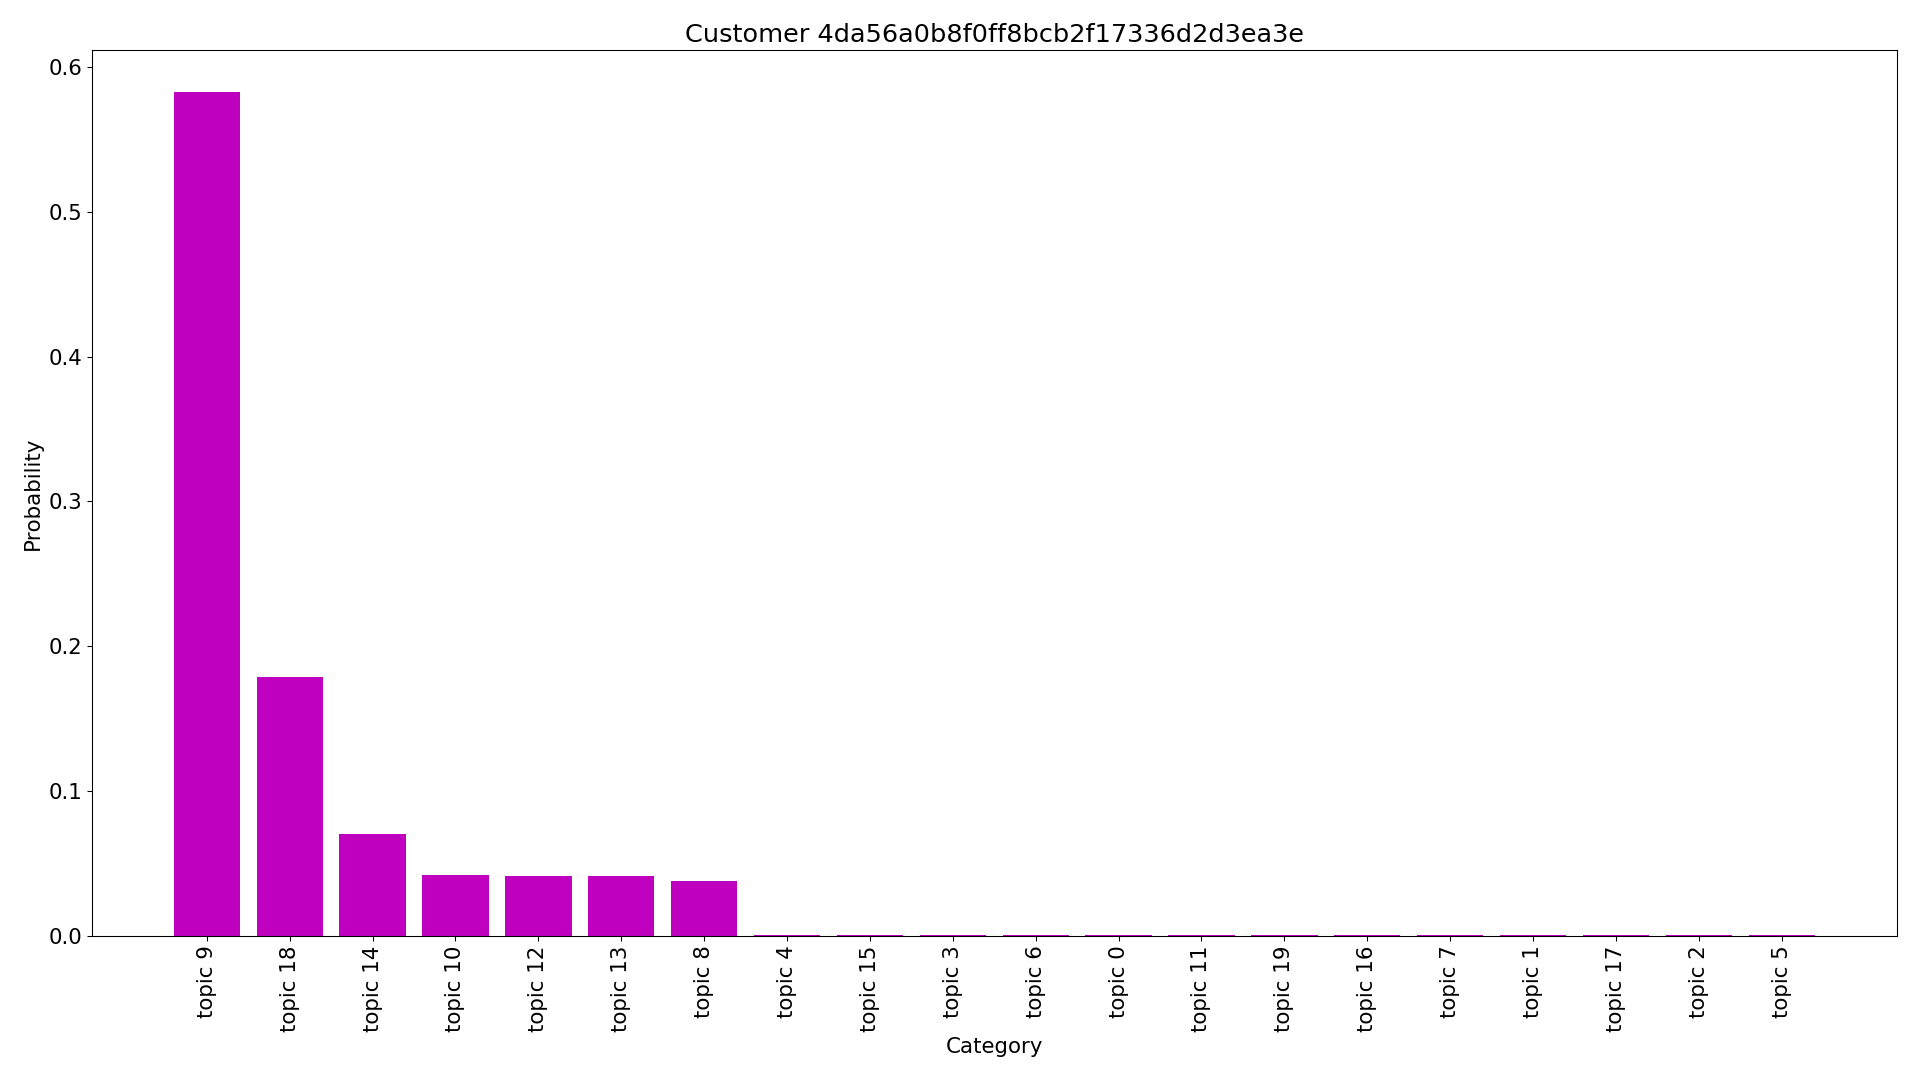 Customer 4da56a0b8f0ff8bcb2f17336d2d3ea3e
0.6
0.5
0.4
0.3
0.2
0.1
0.0
Probability
topic 9
topic 18
topic 14
topic 10
topic 12
topic 13
topic 8
topic 4
topic 15
topic 3
topic 6
topic 0
topic 11
topic 19
topic 16
topic 7
topic 1
topic 17
topic 2
topic 5
Category